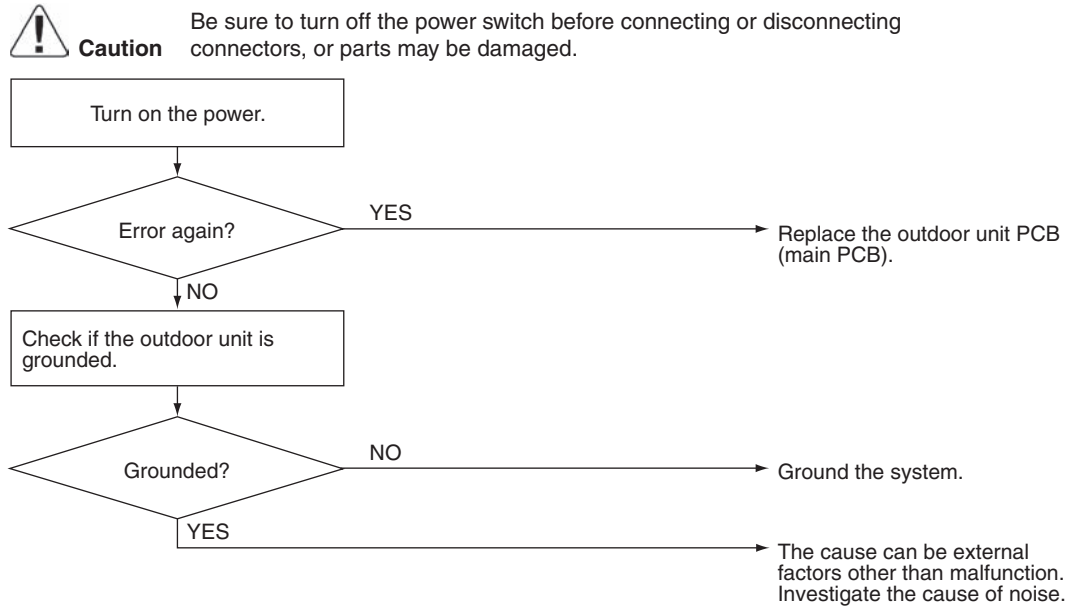 Be sure to turn off the power switch before connecting or disconnecting
Caution connectors, or parts may be damaged.
Turn on the power.
Error again?
YES
Replace the outdoor unit PCB
(main PCB).
NO
Check if the outdoor unit is
grounded.
Grounded?
NO
Ground the system.
YES
The cause can be external
factors other than malfunction.
Investigate the cause of noise.